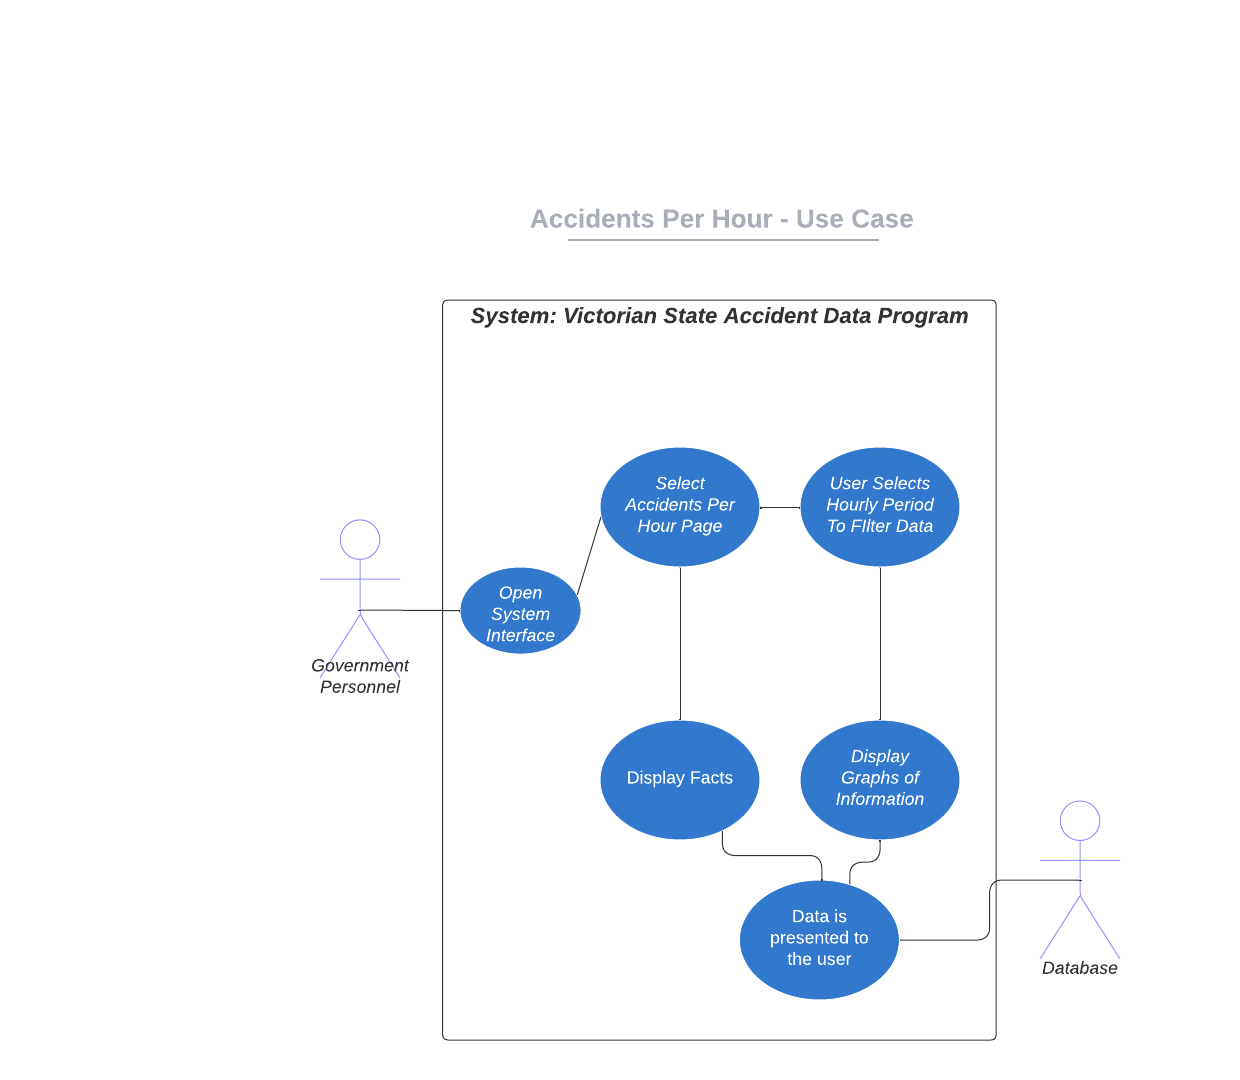 Accidents Per Hour - Use Case
System: Victorian State Accident Data Program
Select
Accidents Per
Hour Page
User Selects
Hourly Period
To FIlter Data
Open
System
Interface
Government
Personnel
Display Facts
Display
Graphs of
Information
Data is
presented to
the user
Database